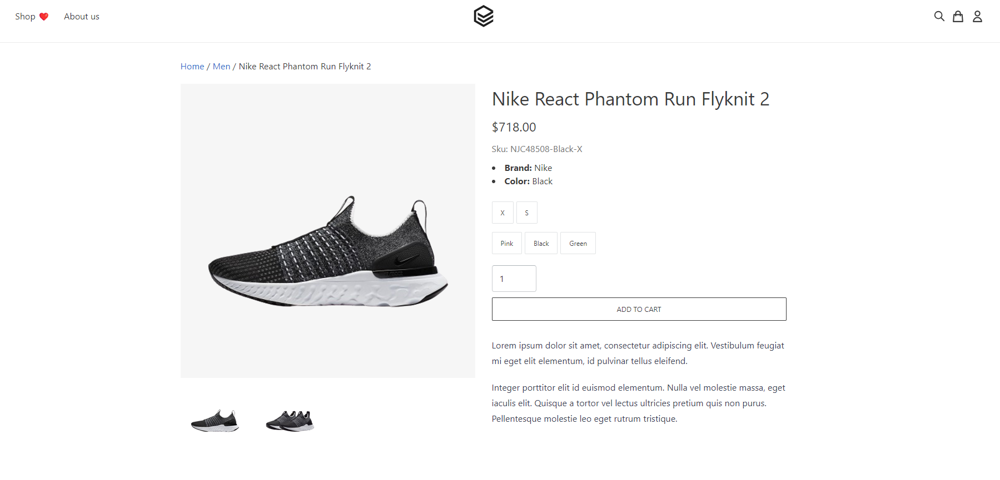 Shop ❤️ About us
Home / Men / Nike React Phantom Run Flyknit 2
Nike React Phantom Run Flyknit 2
$718.00
Sku: NJC48508-Black-X
Brand: Nike
Color: Black
X S
Pink Black Green
1
ADD TO CART
Lorem ipsum dolor sit amet, consectetur adipiscing elit. Vestibulum feugiat
mi eget elit elementum, id pulvinar tellus eleifend.
Integer porttitor elit id euismod elementum. Nulla vel molestie massa, eget
iaculis elit. Quisque a tortor vel lectus ultricies pretium quis non purus.
Pellentesque molestie leo eget rutrum tristique.